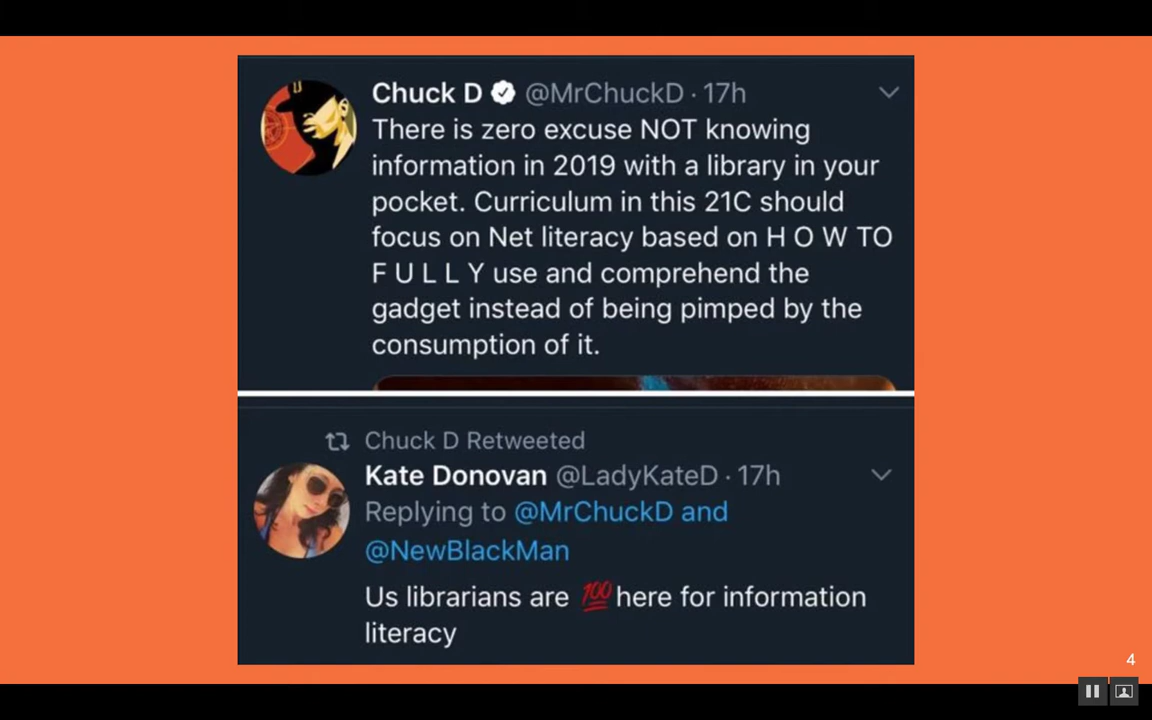 Chuck D @MrChuckD · 17h
There is zero excuse NOT knowing
information in 2019 with a library in your
pocket. Curriculum in this 21C should
focus on Net literacy based on H O W TO
F U L L Y use and comprehend the
gadget instead of being pimped by the
consumption of it.
Chuck D Retweeted
Kate Donovan @LadyKateD · 17h
Replying to @MrChuckD and
@NewBlackMan
Us librarians are 💯 here for information
literacy
4